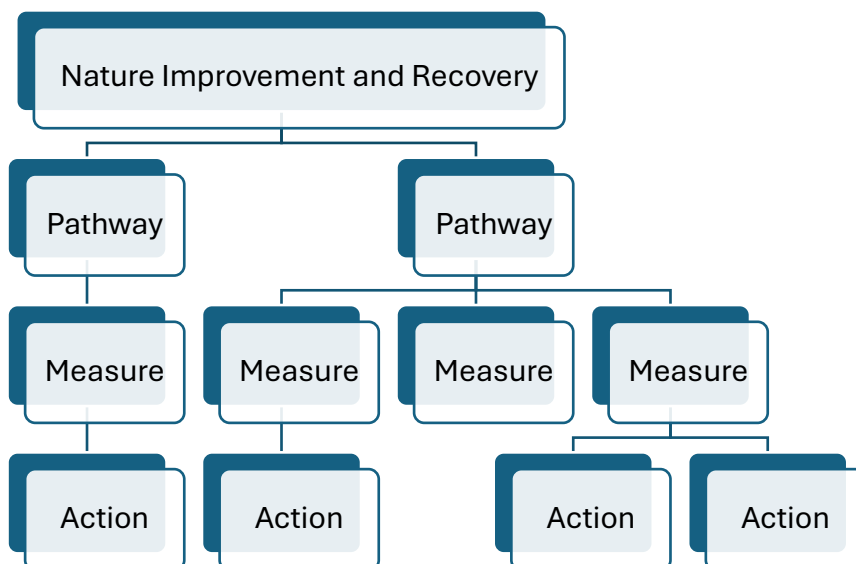 Nature Improvement and Recovery
Pathway
Pathway
Measure
Measure
Measure
Measure
Action
Action
Action
Action